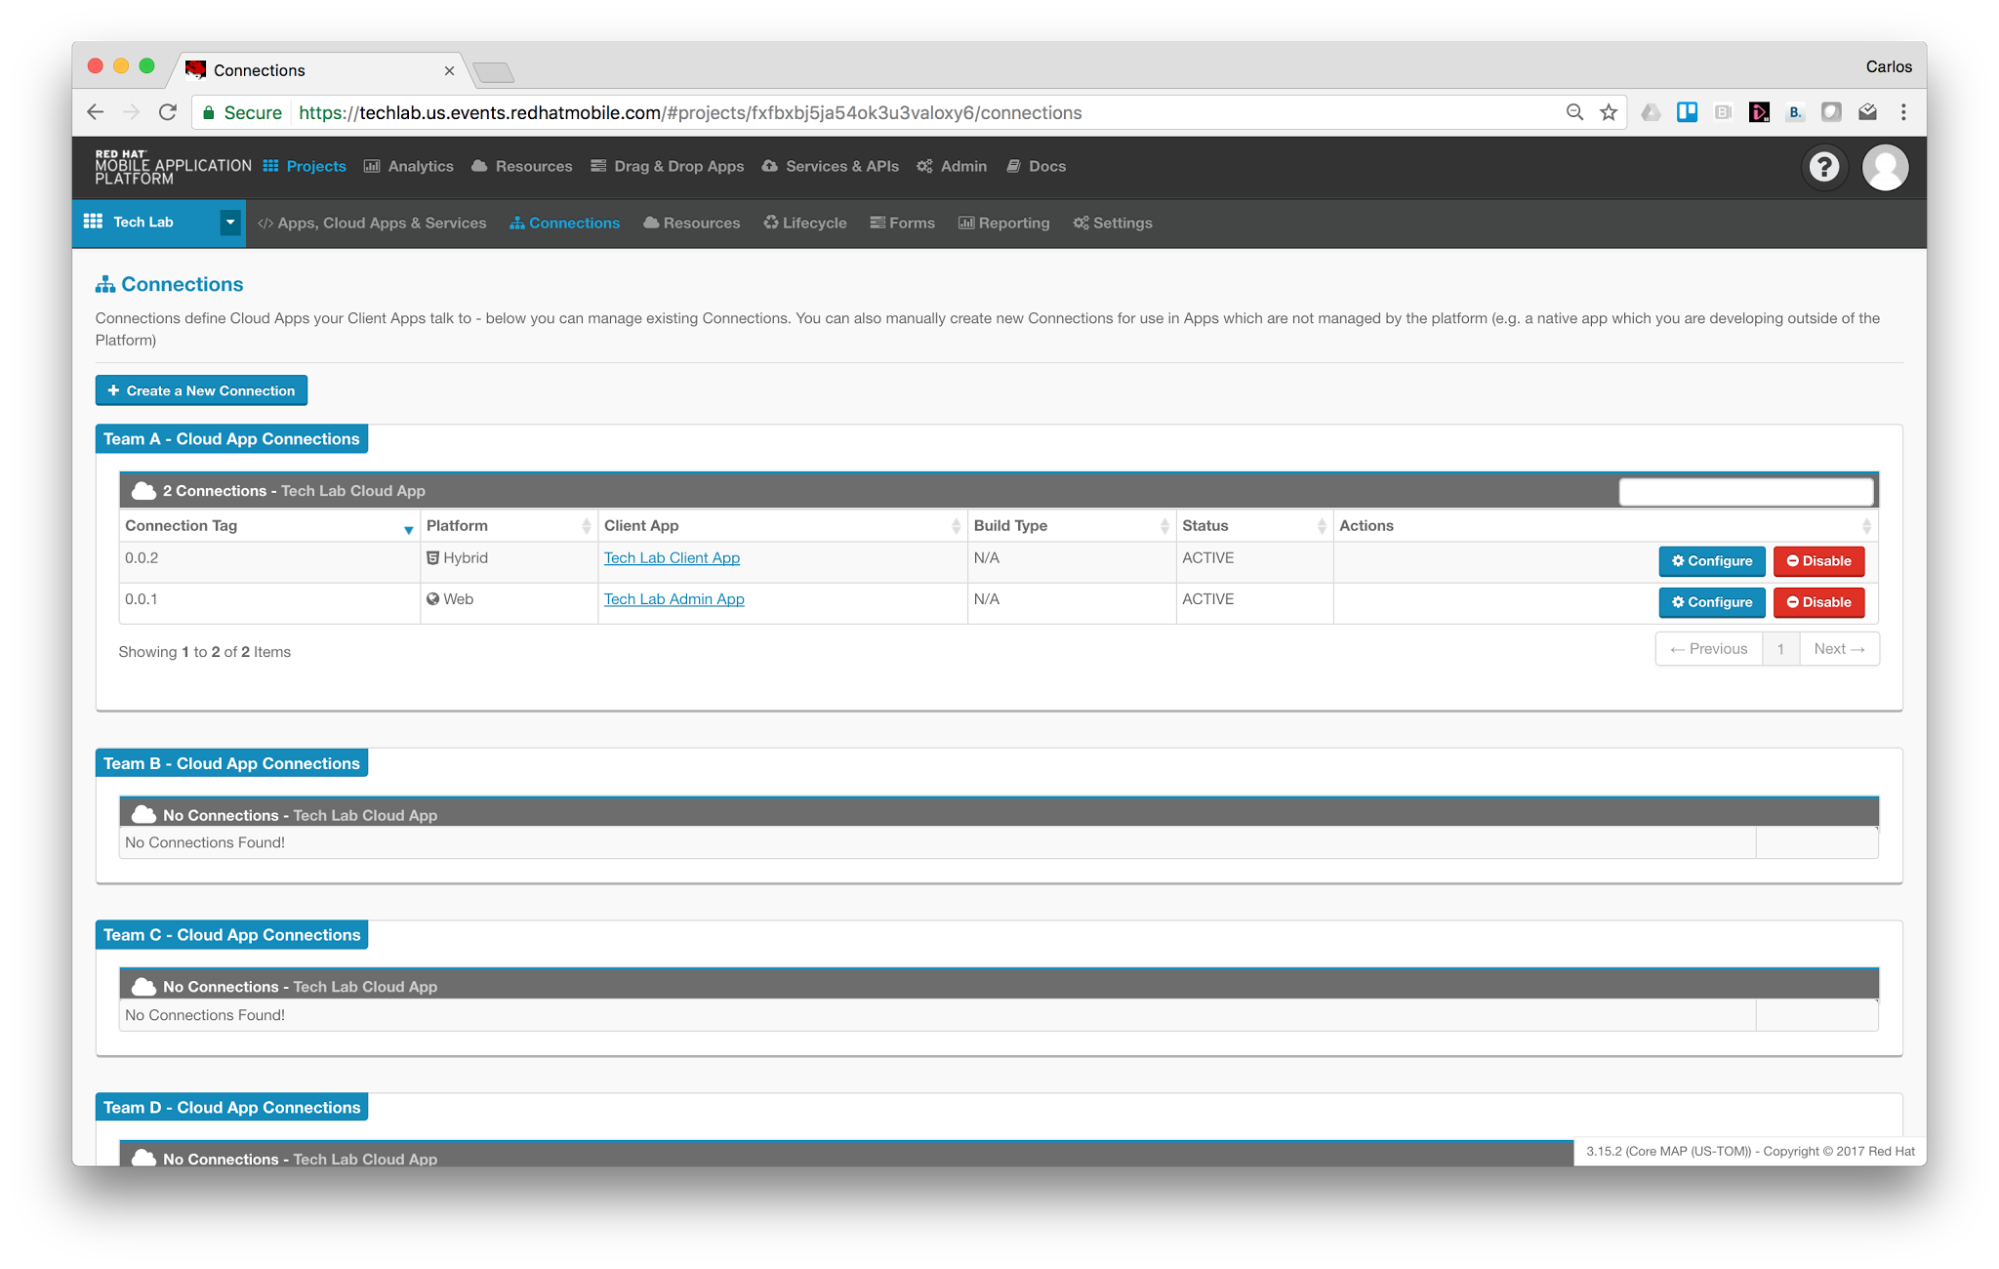 Connections
Carlos
Secure https://techlab.us.events.redhatmobile.com/#projects/fxfbxbj5ja54ok3u3valoxy6/connections
RED HAT
MOBILE APPLICATION
PLATFORM
Projects Analytics Resources Drag & Drop Apps Services & APIs Admin Docs
Tech Lab Apps, Cloud Apps & Services Connections Resources Lifecycle Forms Reporting Settings
Connections
Connections define Cloud Apps your Client Apps talk to - below you can manage existing Connections. You can also manually create new Connections for use in Apps which are not managed by the platform (e.g. a native app which you are developing outside of the
Platform)
+ Create a New Connection
Team A - Cloud App Connections
2 Connections - Tech Lab Cloud App
Connection Tag Platform Client App Build Type Status Actions
0.0.2 Hybrid Tech Lab Client App N/A ACTIVE Configure Disable
0.0.1 Web Tech Lab Admin App N/A ACTIVE Configure Disable
Showing 1 to 2 of 2 Items
← Previous 1 Next →
Team B - Cloud App Connections
No Connections - Tech Lab Cloud App
No Connections Found!
Team C - Cloud App Connections
No Connections - Tech Lab Cloud App
No Connections Found!
Team D - Cloud App Connections
No Connections - Tech Lab Cloud App
3.15.2 (Core MAP (US-TOM)) - Copyright © 2017 Red Hat